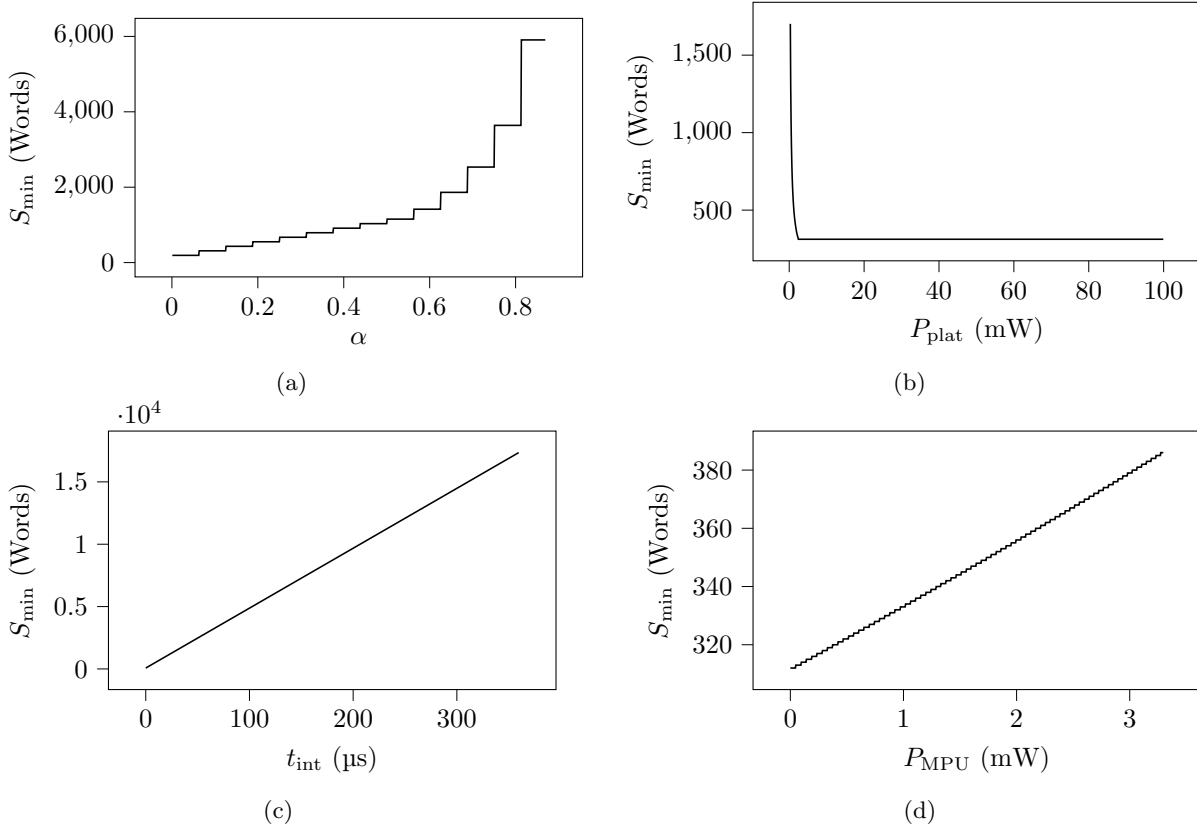 6,000
4,000
2,000
0
S_min (Words)
0 0.2 0.4 0.6 0.8
α
(a)
1,500
1,000
500
S_min (Words)
0 20 40 60 80 100
P_plat (mW)
(b)
·10^4
1.5
1
0.5
0
S_min (Words)
0 100 200 300
t_int (µs)
(c)
380
360
340
320
S_min (Words)
0 1 2 3
P_MPU (mW)
(d)